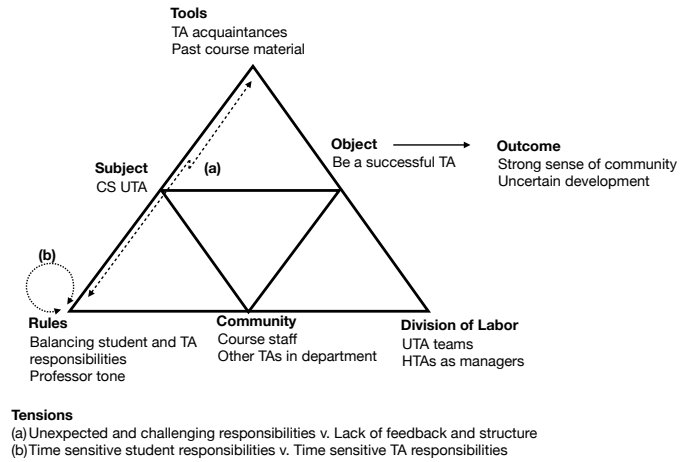 Tools
TA acquaintances
Past course material
Object
Be a successful TA
Outcome
Strong sense of community
Uncertain development
Subject
CS UTA
(a)
(b)
Rules
Balancing student and TA
responsibilities
Professor tone
Community
Course staff
Other TAs in department
Division of Labor
UTA teams
HTAs as managers
Tensions
(a) Unexpected and challenging responsibilities v. Lack of feedback and structure
(b) Time sensitive student responsibilities v. Time sensitive TA responsibilities